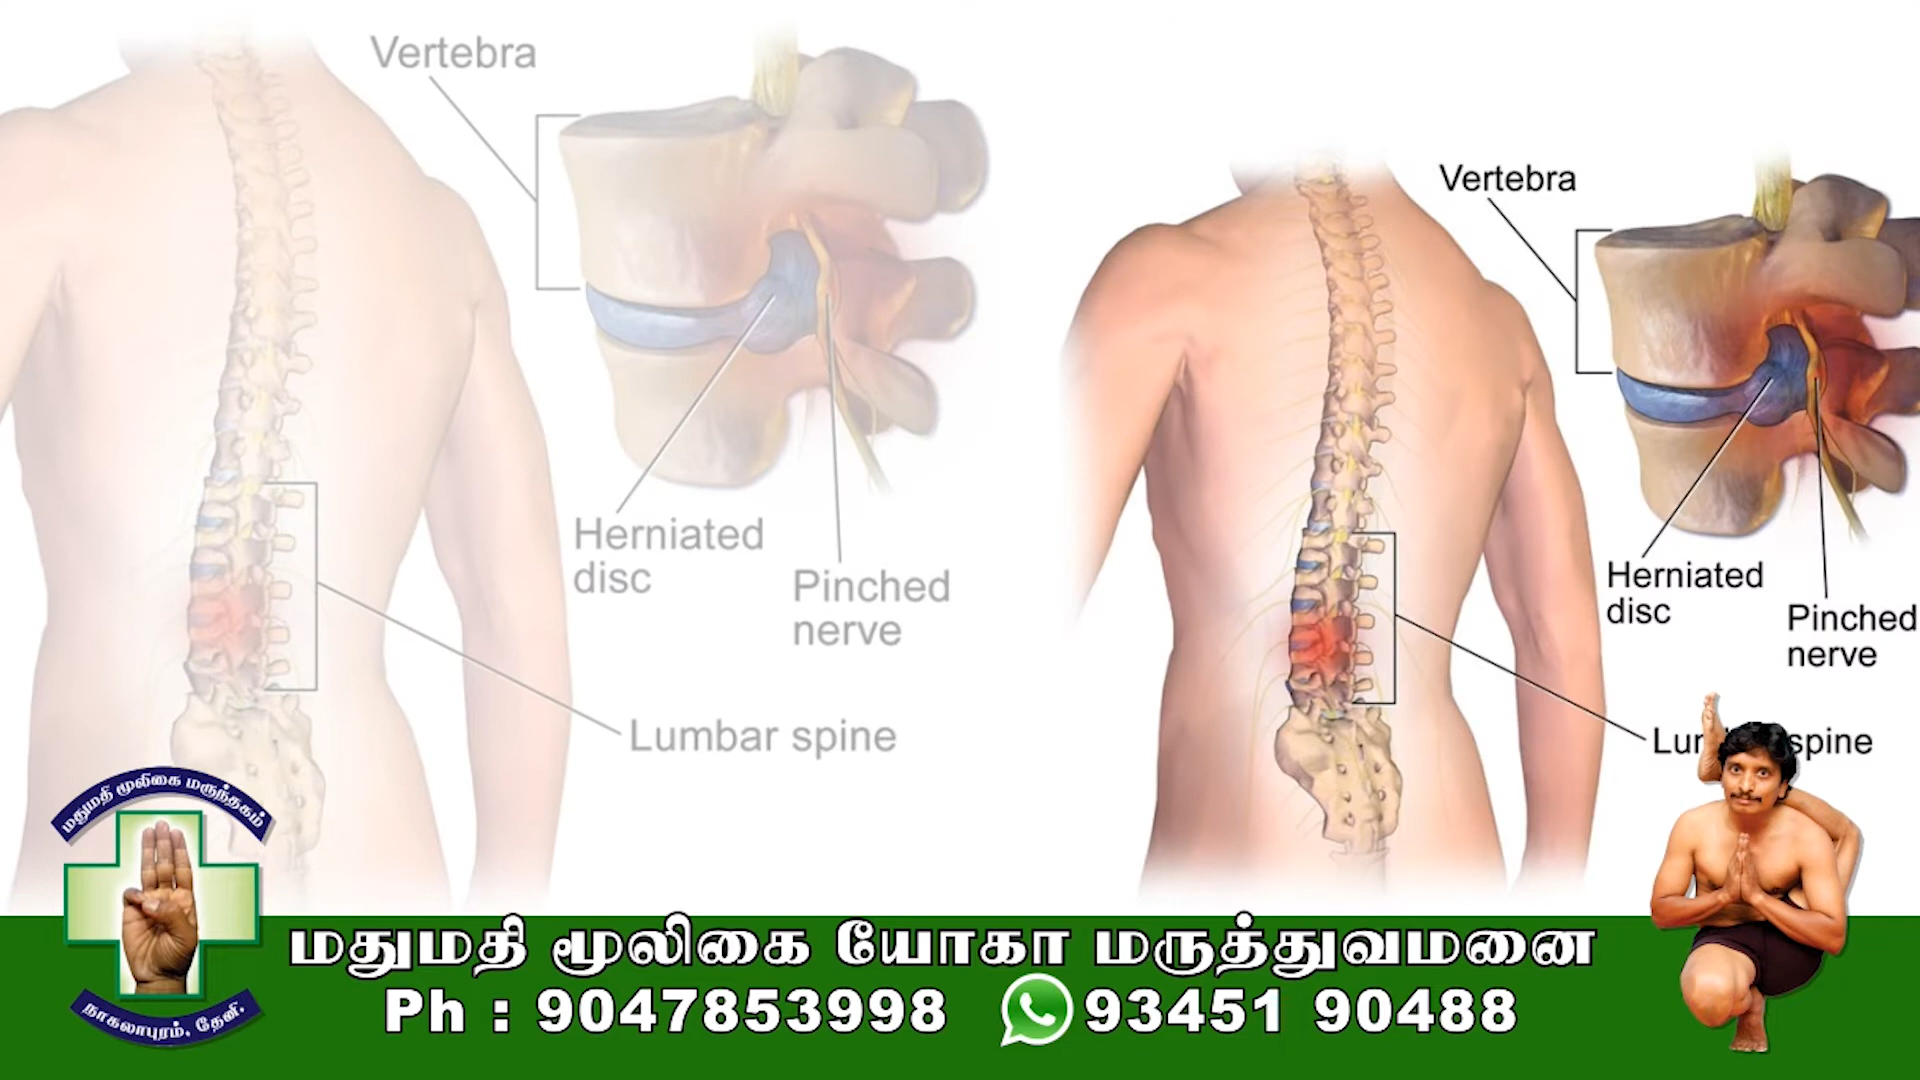 Vertebra
Herniated
disc
Pinched
nerve
Lumbar spine
Vertebra
Herniated
disc
Pinched
nerve
spine
மதுமதி மூலிகை மருந்தகம்
நாகலாபுரம், தேனி.
மதுமதி மூலிகை யோகா மருத்துவமனை
Ph : 9047853998 93451 90488